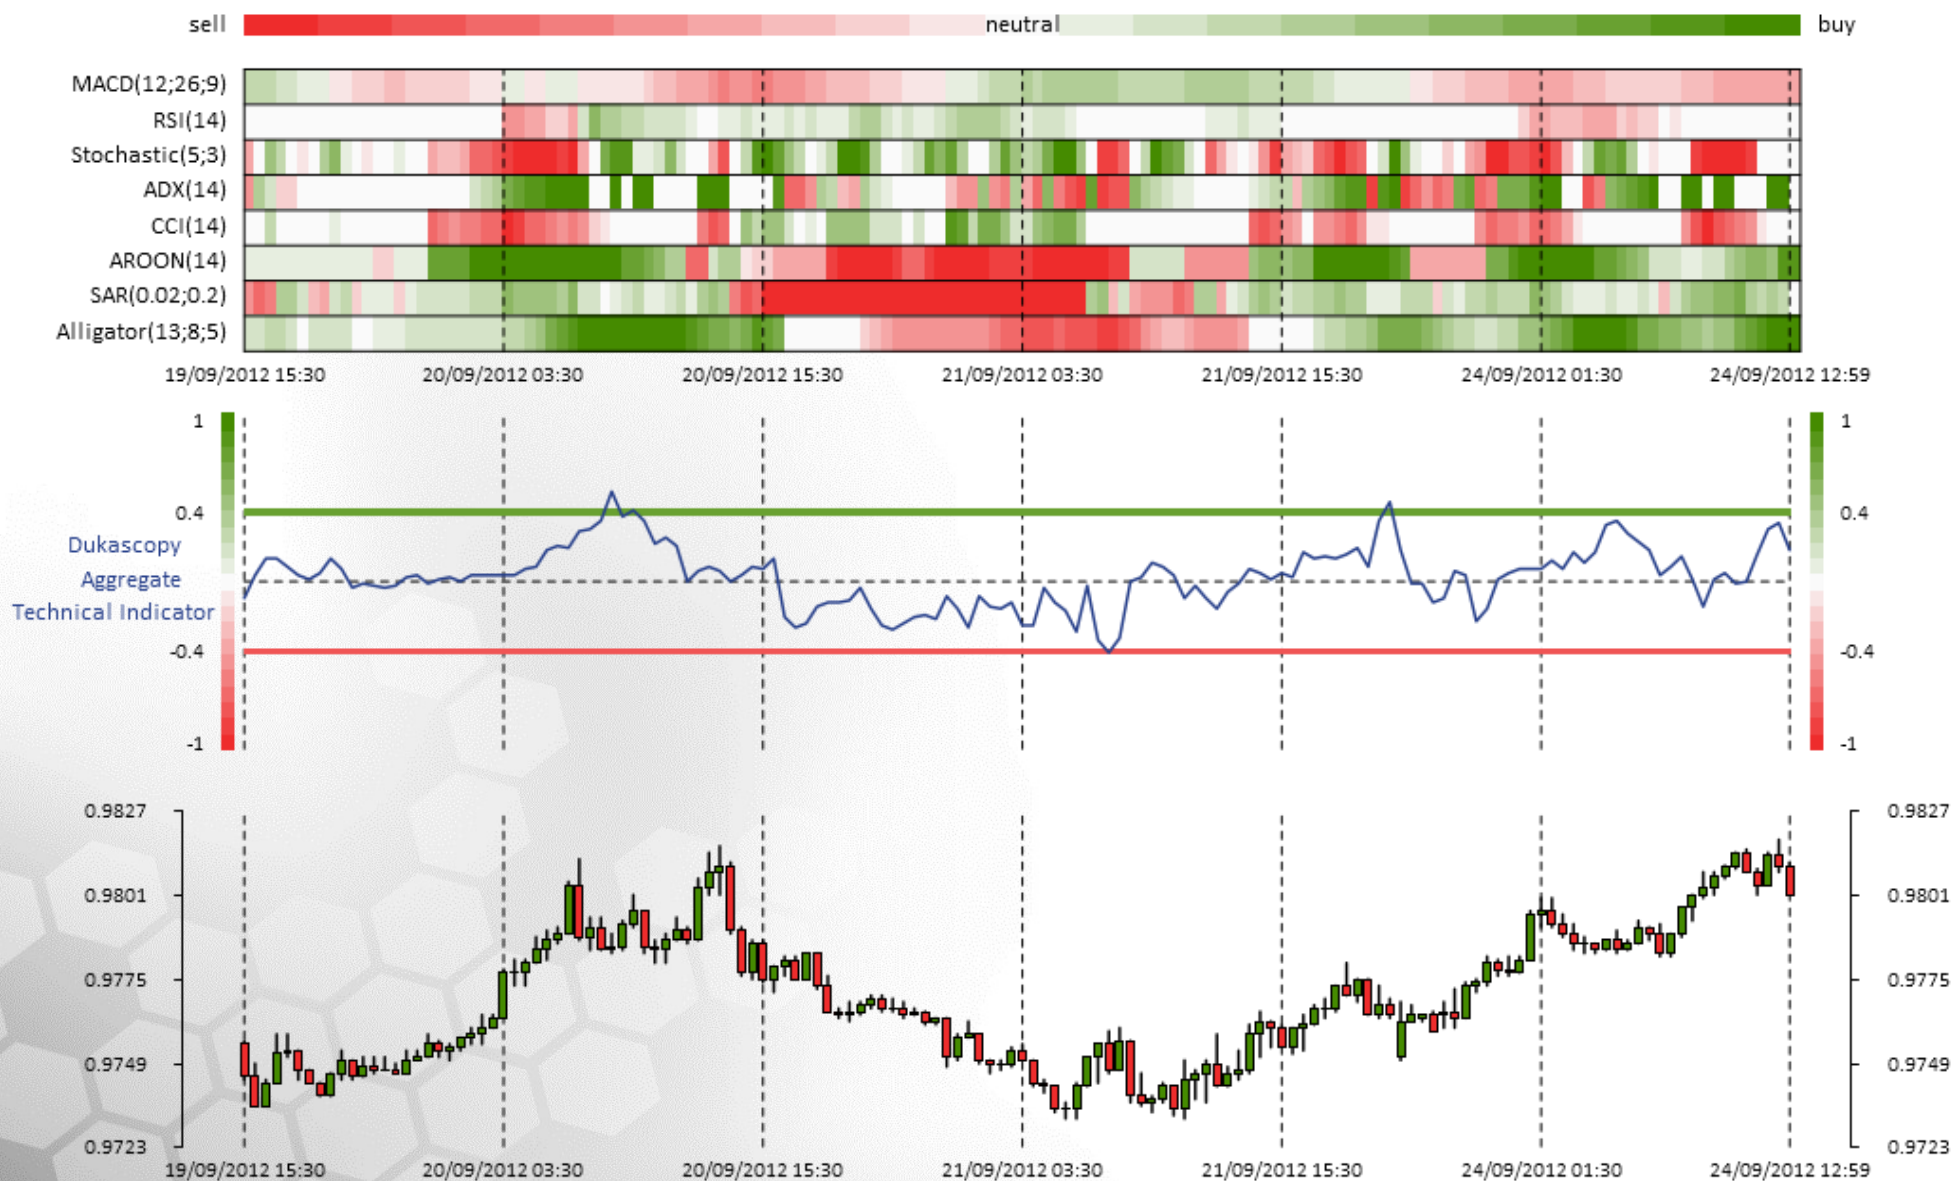 sell neutral buy
MACD(12;26;9)
RSI(14)
Stochastic(5;3)
ADX(14)
CCI(14)
AROON(14)
SAR(0.02;0.2)
Alligator(13;8;5)
19/09/2012 15:30 20/09/2012 03:30 20/09/2012 15:30 21/09/2012 03:30 21/09/2012 15:30 24/09/2012 01:30 24/09/2012 12:59
1 1
0.4 0.4
Dukascopy
Aggregate
Technical Indicator
-0.4 -0.4
-1 -1
0.9827 0.9827
0.9801 0.9801
0.9775 0.9775
0.9749 0.9749
0.9723 0.9723
19/09/2012 15:30 20/09/2012 03:30 20/09/2012 15:30 21/09/2012 03:30 21/09/2012 15:30 24/09/2012 01:30 24/09/2012 12:59